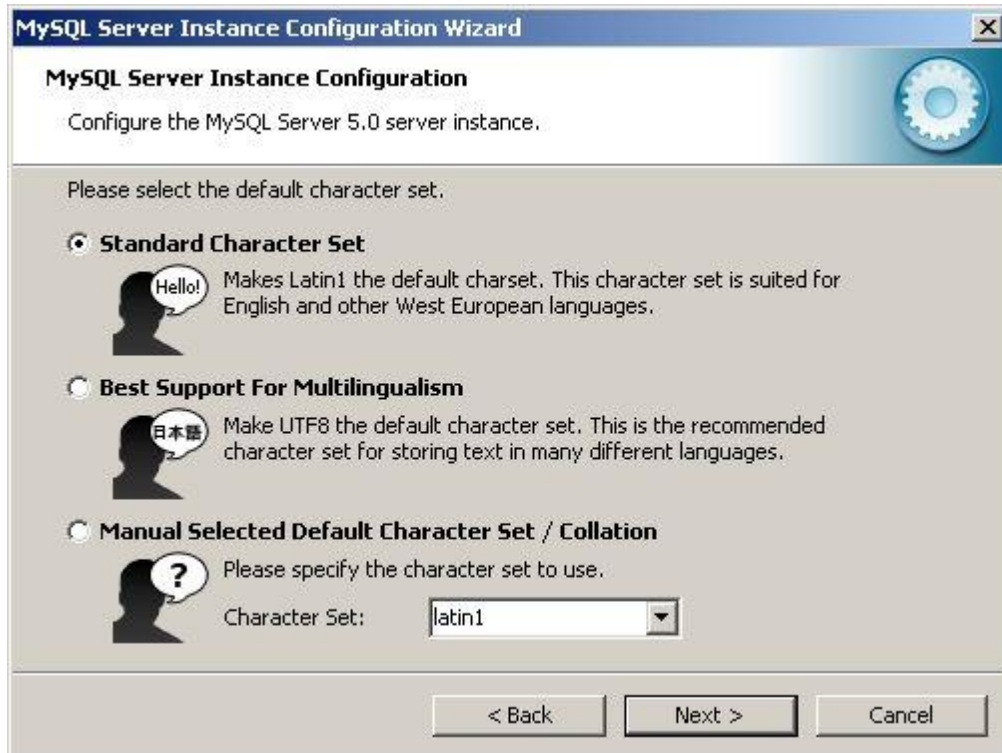 MySQL Server Instance Configuration Wizard
MySQL Server Instance Configuration
Configure the MySQL Server 5.0 server instance.
Please select the default character set.
Standard Character Set
Hello!
Makes Latin1 the default charset. This character set is suited for
English and other West European languages.
Best Support For Multilingualism
日本語
Make UTF8 the default character set. This is the recommended
character set for storing text in many different languages.
Manual Selected Default Character Set / Collation
?
Please specify the character set to use.
Character Set: latin1
< Back Next > Cancel